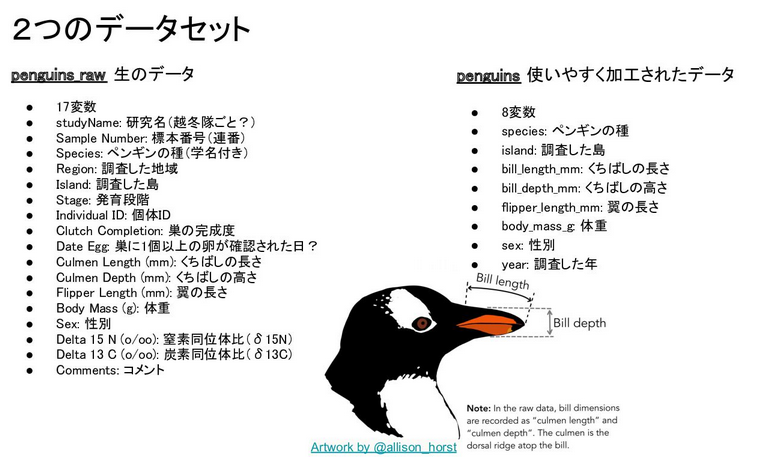 ２つのデータセット
penguins_raw 生のデータ
● 17変数
● studyName: 研究名（越冬隊ごと？）
● Sample Number: 標本番号（連番）
● Species: ペンギンの種（学名付き）
● Region: 調査した地域
● Island: 調査した島
● Stage: 発育段階
● Individual ID: 個体ID
● Clutch Completion: 巣の完成度
● Date Egg: 巣に1個以上の卵が確認された日？
● Culmen Length (mm): くちばしの長さ
● Culmen Depth (mm): くちばしの高さ
● Flipper Length (mm): 翼の長さ
● Body Mass (g): 体重
● Sex: 性別
● Delta 15 N (o/oo): 窒素同位体比（δ15N）
● Delta 13 C (o/oo): 炭素同位体比（δ13C）
● Comments: コメント
penguins 使いやすく加工されたデータ
● 8変数
● species: ペンギンの種
● island: 調査した島
● bill_length_mm: くちばしの長さ
● bill_depth_mm: くちばしの高さ
● flipper_length_mm: 翼の長さ
● body_mass_g: 体重
● sex: 性別
● year: 調査した年
Bill length
Bill depth
Note: In the raw data, bill dimensions
are recorded as “culmen length” and
“culmen depth”. The culmen is the
dorsal ridge atop the bill.
Artwork by @allison_horst